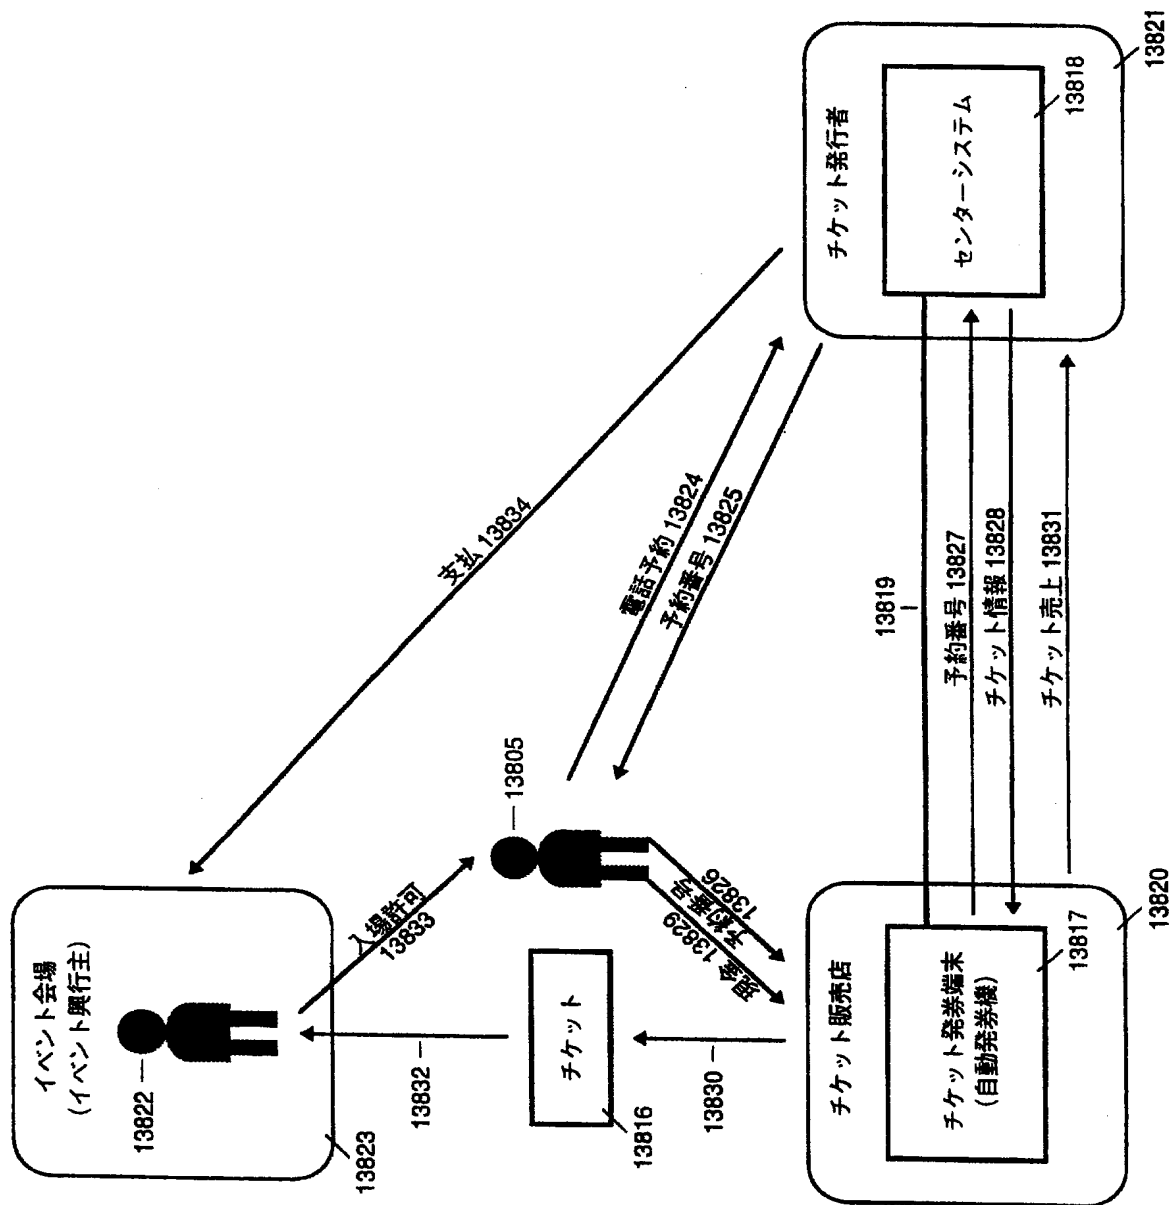 イベント会場
(イベント興行主)
13822
13823
入場許可
13833
13832
支払 13834
13805
チケット
13816
13830
現金
13829
予約番号
13826
電話予約 13824
予約番号 13825
チケット販売店
チケット発券端末
(自動発券機)
13817
13820
13819
予約番号 13827
チケット情報 13828
チケット売上 13831
チケット発行者
センターシステム
13818
13821